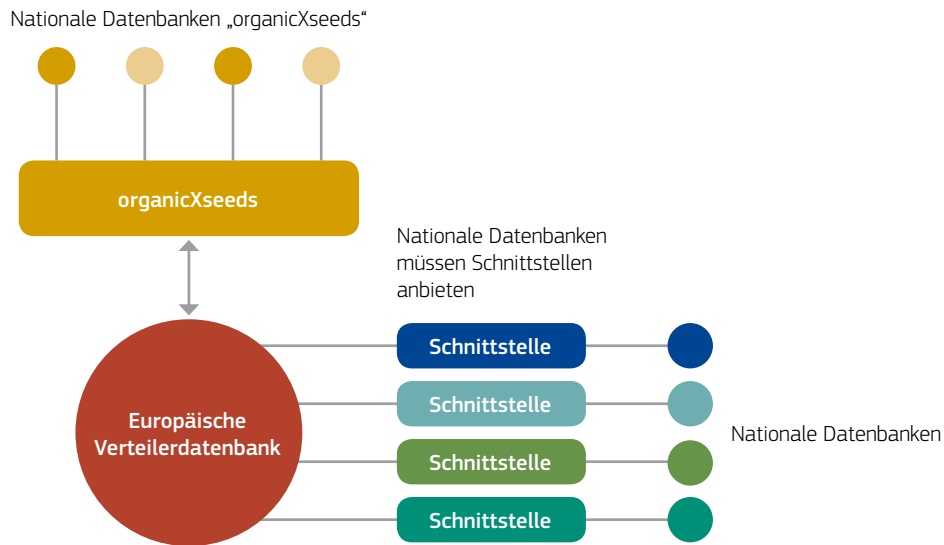 Nationale Datenbanken „organicXseeds“
organicXseeds
Nationale Datenbanken
müssen Schnittstellen
anbieten
Schnittstelle
Schnittstelle
Schnittstelle
Schnittstelle
Europäische
Verteilerdatenbank
Nationale Datenbanken